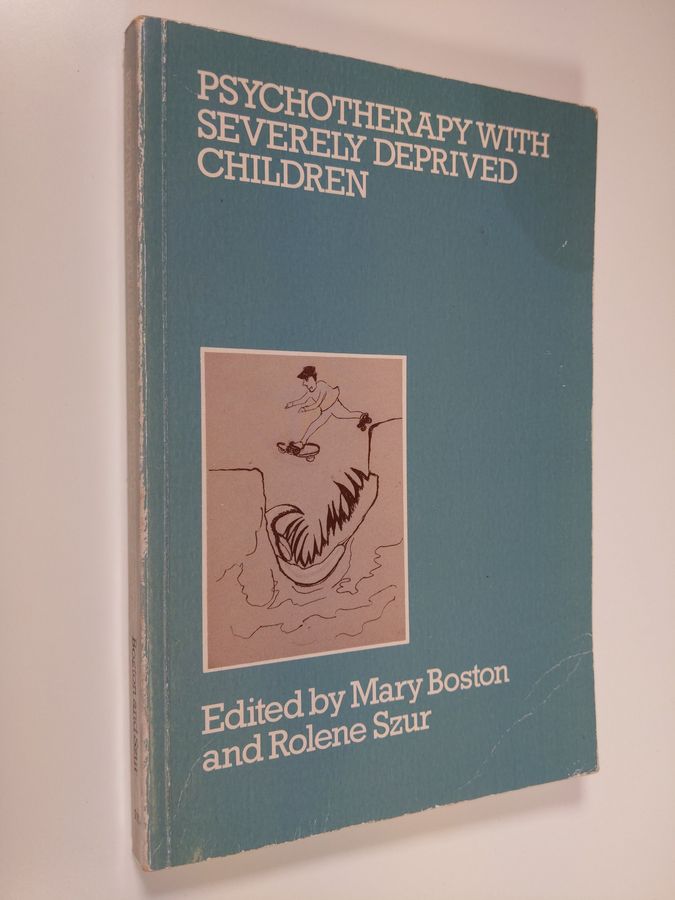 PSYCHOTHERAPY WITH
SEVERELY DEPRIVED
CHILDREN
Edited by Mary Boston
and Rolene Szur
Boston and Szur